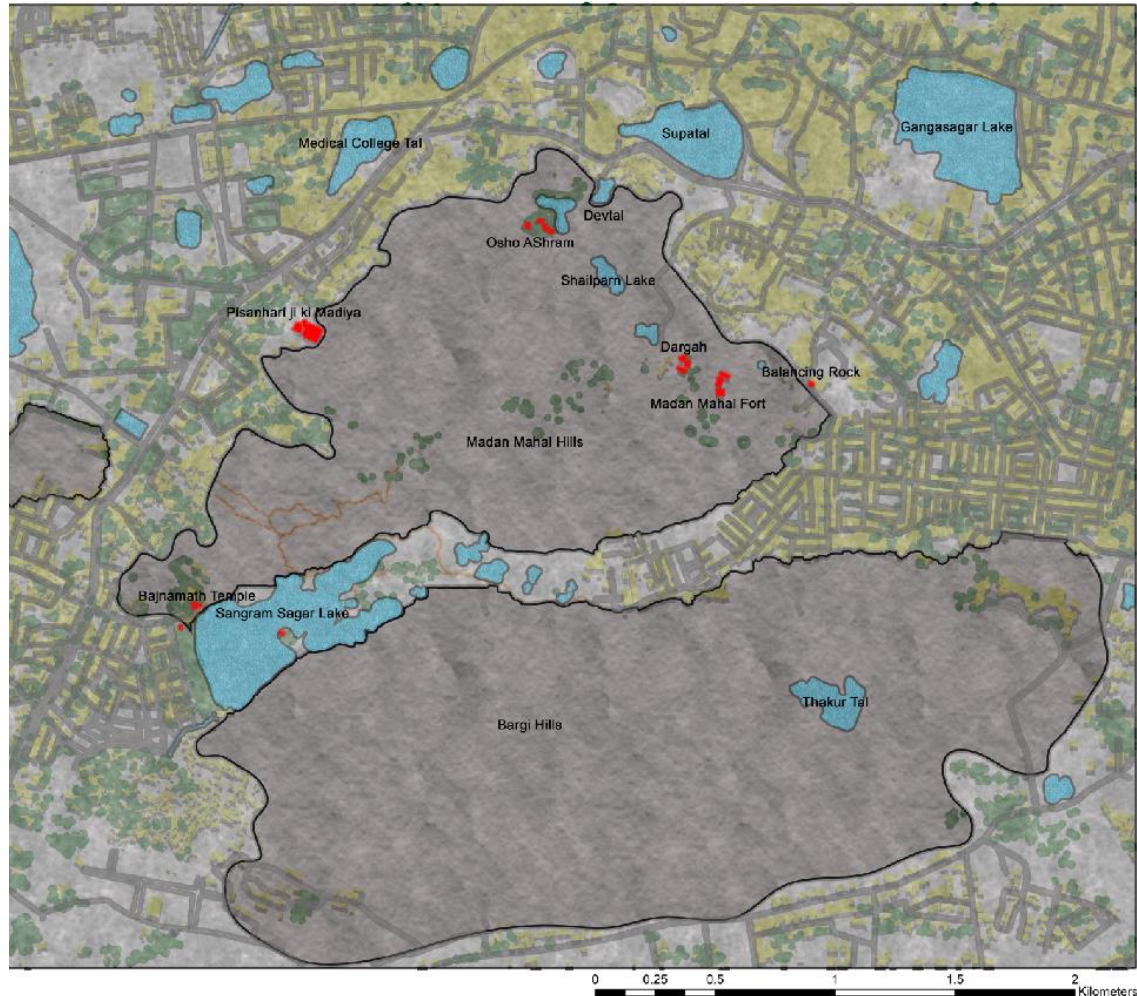 Gangasagar Lake
Supatal
Medical College Tal
Devtal
Osho AShram
Shailparn Lake
Pisanhari ji ki Madiya
Dargah
Balancing Rock
Madan Mahal Fort
Madan Mahal Hills
Bajnamath Temple
Sangram Sagar Lake
Thakur Tal
Bargi Hills
0 0.25 0.5 1 1.5 2
Kilometers